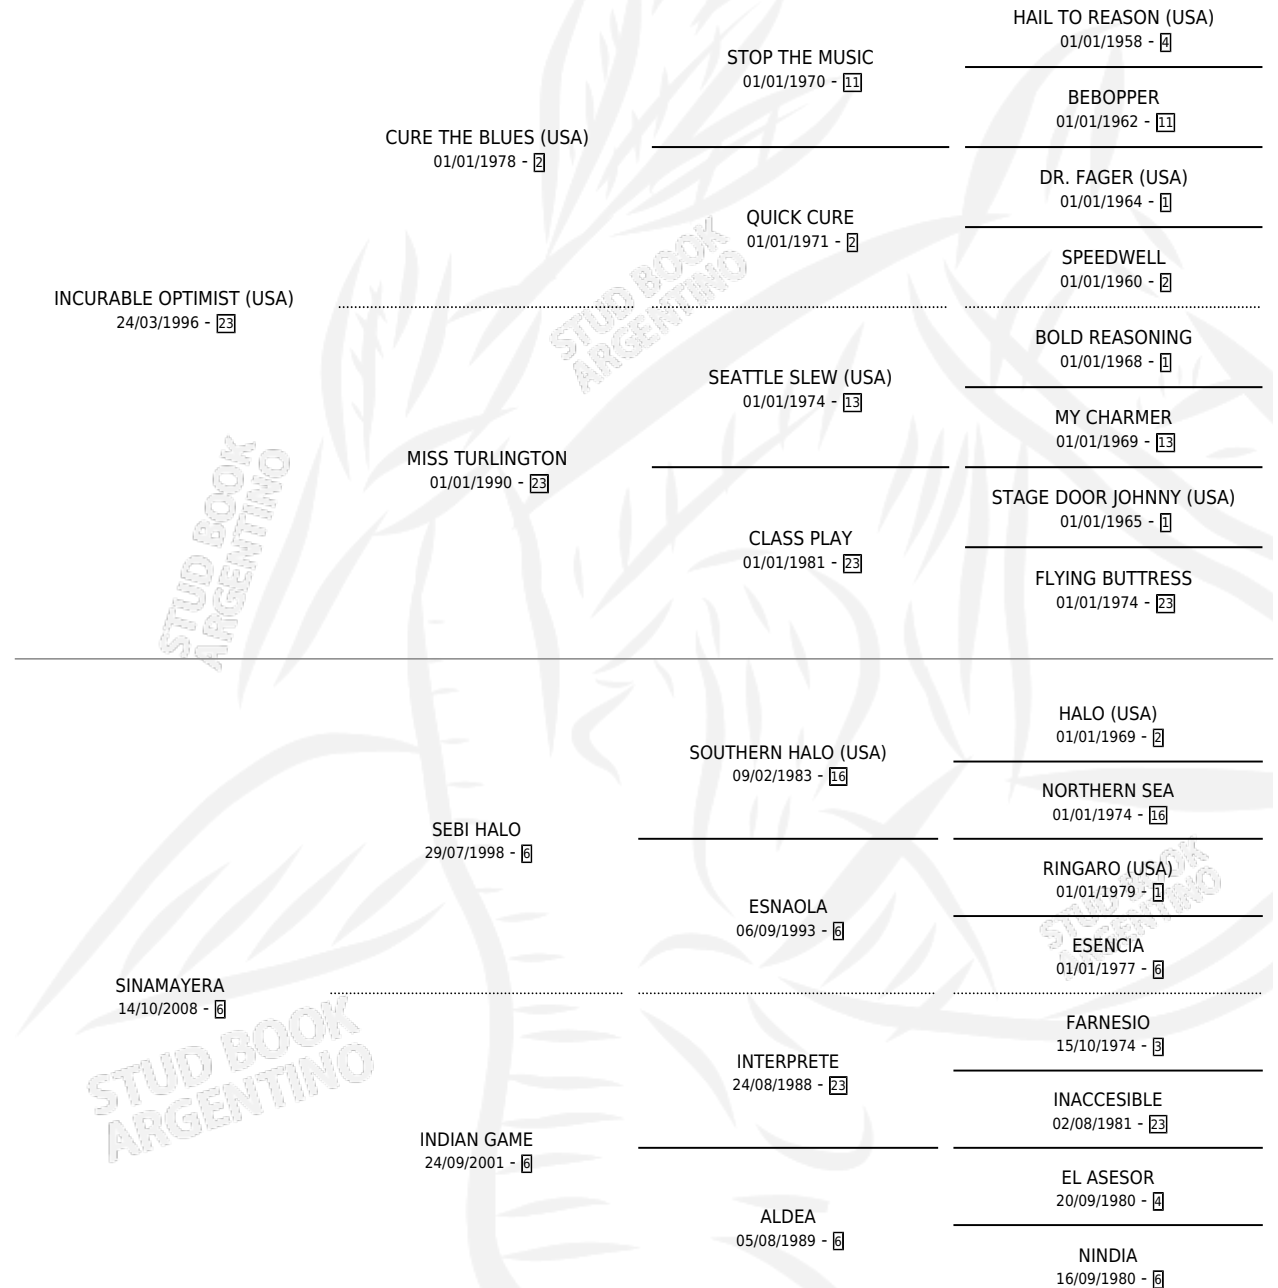 HAIL TO REASON (USA)
01/01/1958 - 4
STOP THE MUSIC
01/01/1970 - 11
BEBOPPER
01/01/1962 - 11
CURE THE BLUES (USA)
01/01/1978 - 2
DR. FAGER (USA)
01/01/1964 - 1
QUICK CURE
01/01/1971 - 2
SPEEDWELL
01/01/1960 - 2
INCURABLE OPTIMIST (USA)
24/03/1996 - 23
BOLD REASONING
01/01/1968 - 1
SEATTLE SLEW (USA)
01/01/1974 - 13
MY CHARMER
01/01/1969 - 13
MISS TURLINGTON
01/01/1990 - 23
STAGE DOOR JOHNNY (USA)
01/01/1965 - 1
CLASS PLAY
01/01/1981 - 23
FLYING BUTTRESS
01/01/1974 - 23
HALO (USA)
01/01/1969 - 2
SOUTHERN HALO (USA)
09/02/1983 - 16
NORTHERN SEA
01/01/1974 - 16
SEBI HALO
29/07/1998 - 6
RINGARO (USA)
01/01/1979 - 1
ESNAOLA
06/09/1993 - 6
ESENCIA
01/01/1977 - 6
SINAMAYERA
14/10/2008 - 6
FARNESIO
15/10/1974 - 3
INTERPRETE
24/08/1988 - 23
INACCESIBLE
02/08/1981 - 23
INDIAN GAME
24/09/2001 - 6
EL ASESOR
20/09/1980 - 4
ALDEA
05/08/1989 - 6
NINDIA
16/09/1980 - 6
STUD BOOK
ARGENTINO
STUD BOOK
ARGENTINO
STUD BOOK
ARGENTINO
STUD BOOK
ARGENTINO